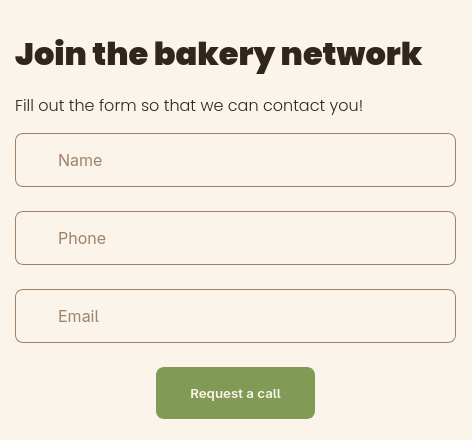 Join the bakery network
Fill out the form so that we can contact you!
Name
Phone
Email
Request a call